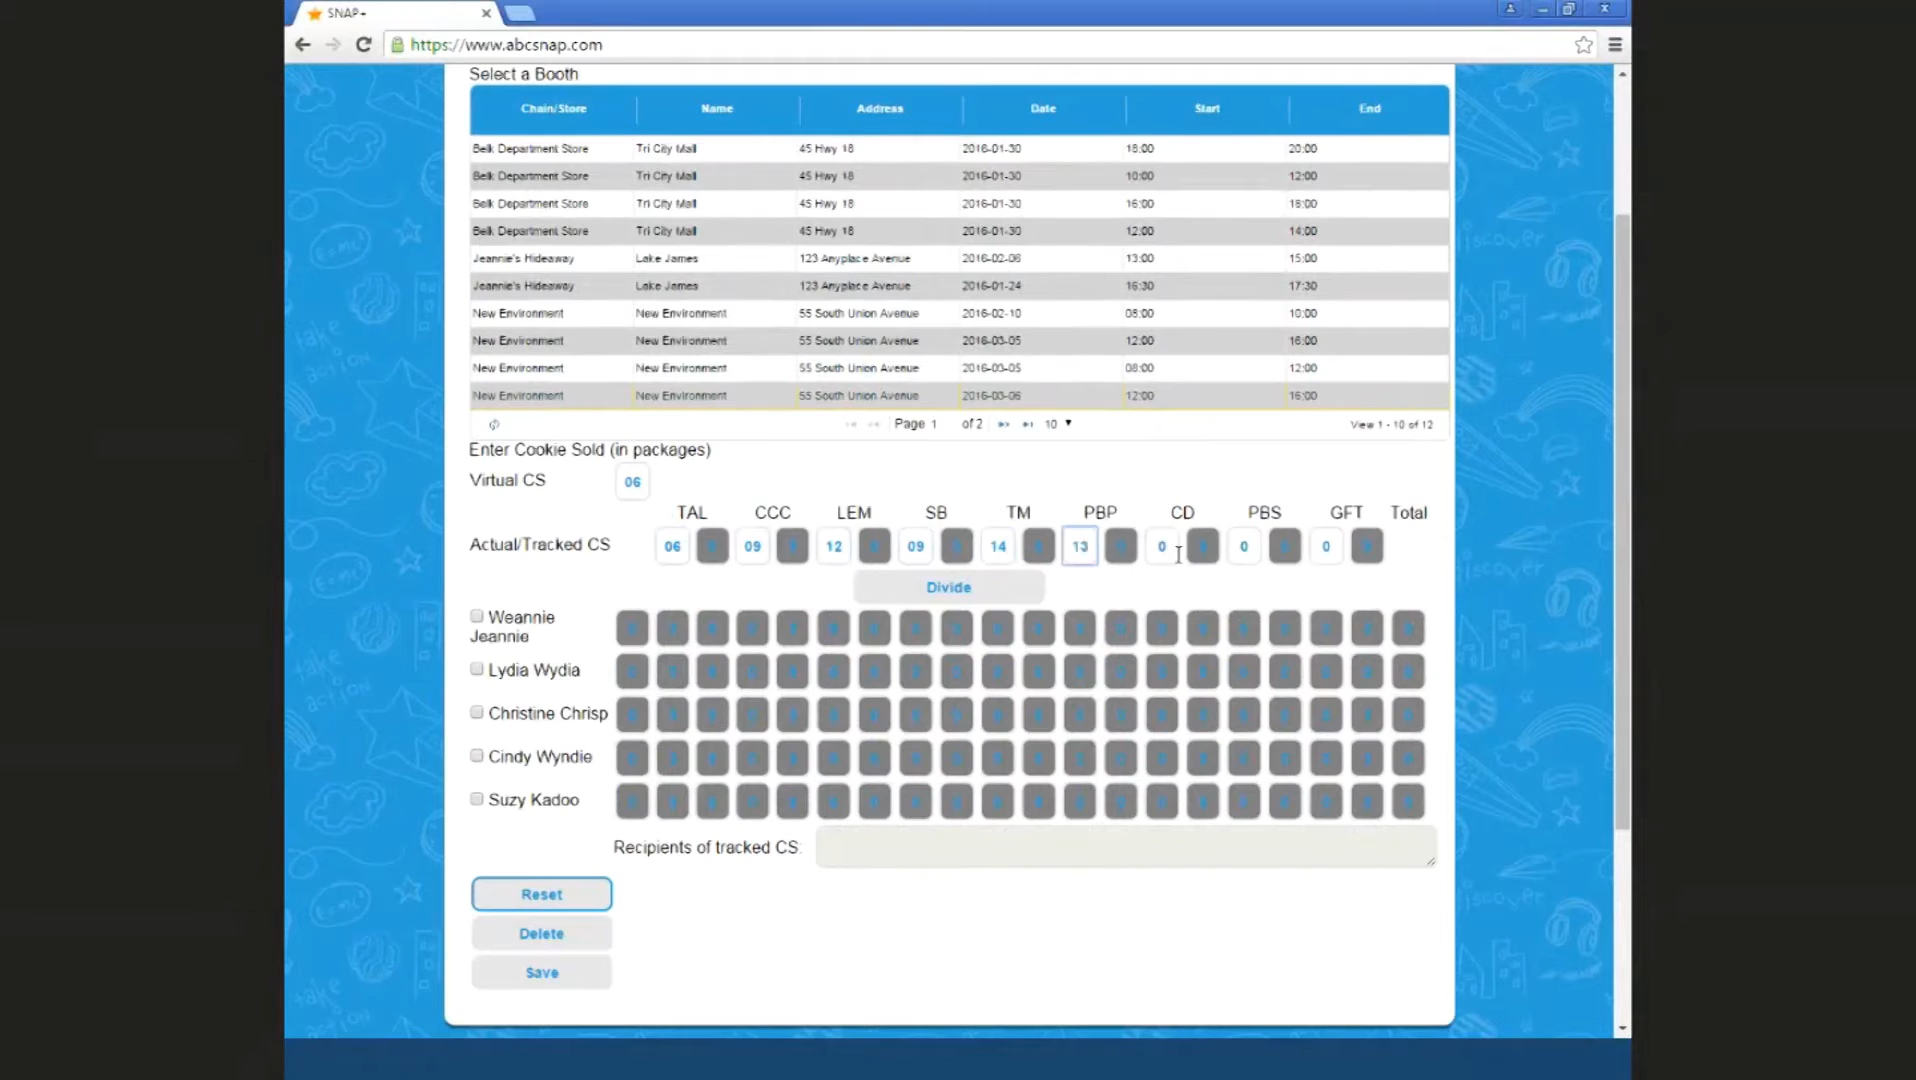 SNAP+
https://www.abcsnap.com
Select a Booth
Chain/Store Name Address Date Start End
Belk Department Store Tri City Mall 45 Hwy 18 2016-01-30 18:00 20:00
Belk Department Store Tri City Mall 45 Hwy 18 2016-01-30 10:00 12:00
Belk Department Store Tri City Mall 45 Hwy 18 2016-01-30 16:00 18:00
Belk Department Store Tri City Mall 45 Hwy 18 2016-01-30 12:00 14:00
Jeannie's Hideaway Lake James 123 Anyplace Avenue 2016-02-06 13:00 15:00
Jeannie's Hideaway Lake James 123 Anyplace Avenue 2016-01-24 16:30 17:30
New Environment New Environment 55 South Union Avenue 2016-02-10 08:00 10:00
New Environment New Environment 55 South Union Avenue 2016-03-05 12:00 16:00
New Environment New Environment 55 South Union Avenue 2016-03-05 08:00 12:00
New Environment New Environment 55 South Union Avenue 2016-03-06 12:00 16:00
Page 1 of 2 10 View 1 - 10 of 12
Enter Cookie Sold (in packages)
Virtual CS 06
TAL CCC LEM SB TM PBP CD PBS GFT Total
Actual/Tracked CS 06 09 12 09 14 13 0 0 0
Divide
Weannie
Jeannie
Lydia Wydia
Christine Chrisp
Cindy Wyndie
Suzy Kadoo
Recipients of tracked CS:
Reset
Delete
Save
discover
take
action
E=mc²